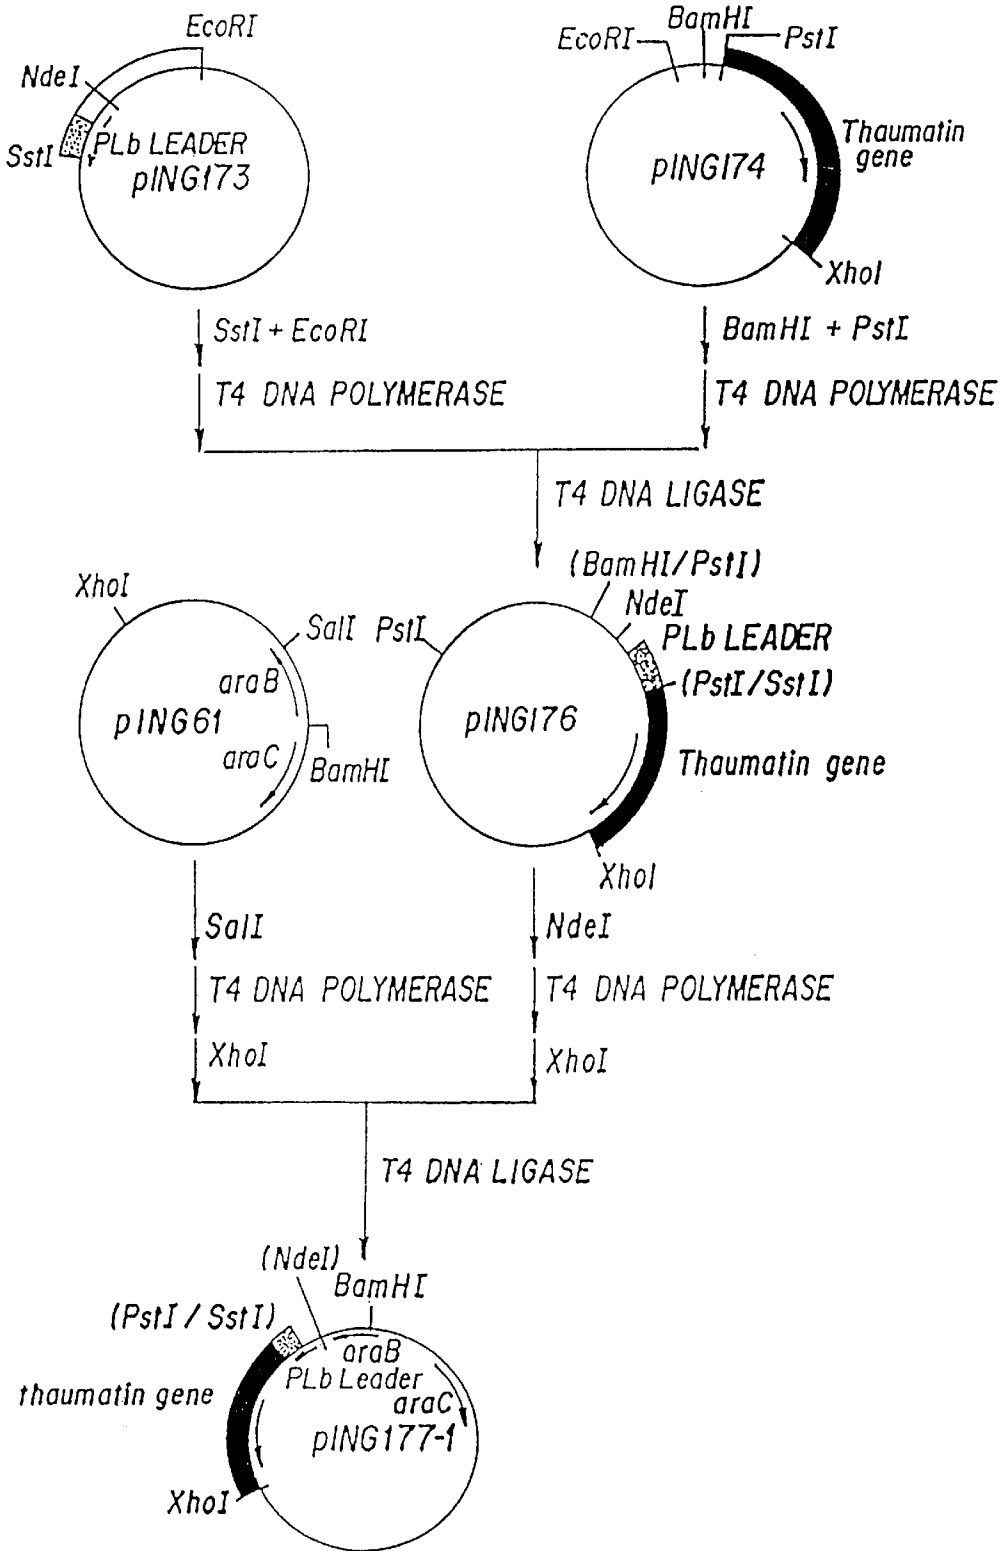 EcoRI
NdeI
SstI
PLb LEADER
pING173
BamHI
EcoRI
PstI
Thaumatin
gene
pING174
XhoI
SstI + EcoRI
T4 DNA POLYMERASE
BamHI + PstI
T4 DNA POLYMERASE
T4 DNA LIGASE
XhoI
SalI
araB
pING61
araC
BamHI
(BamHI/PstI)
NdeI
PstI
PLb LEADER
(PstI/SstI)
pING176
Thaumatin gene
XhoI
SalI
T4 DNA POLYMERASE
XhoI
NdeI
T4 DNA POLYMERASE
XhoI
T4 DNA LIGASE
(NdeI)
BamHI
(PstI / SstI)
araB
PLb Leader
thaumatin gene
araC
pING177-1
XhoI